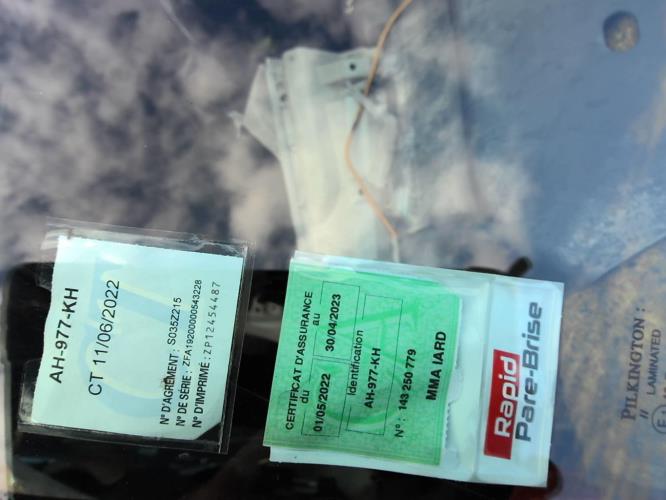 AH-977-KH
CT 11/06/2022
N° D'AGRÉMENT : S035Z215
N° DE SÉRIE : ZFA19200000543228
N° D'IMPRIMÉ : ZP12454487
CERTIFICAT D'ASSURANCE
du au
01/05/2022 30/04/2023
Identification
AH-977-KH
N° : 143 250 779
MMA IARD
Rapid
Pare-Brise
PILKINGTON
// LAMINATED
E